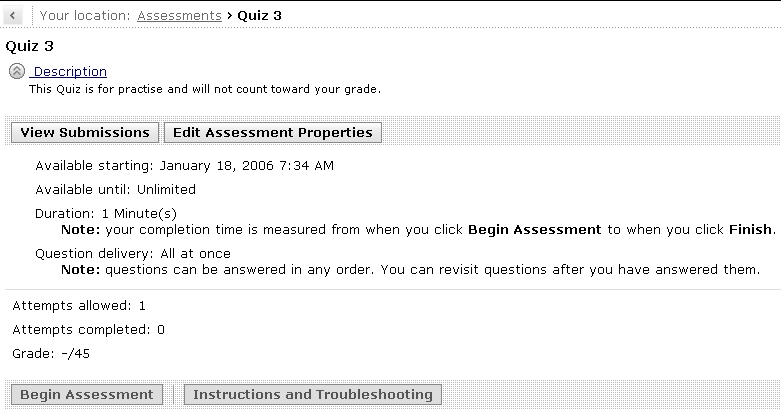 Your location: Assessments › Quiz 3
Quiz 3
Description
This Quiz is for practise and will not count toward your grade.
View Submissions Edit Assessment Properties
Available starting: January 18, 2006 7:34 AM
Available until: Unlimited
Duration: 1 Minute(s)
Note: your completion time is measured from when you click Begin Assessment to when you click Finish.
Question delivery: All at once
Note: questions can be answered in any order. You can revisit questions after you have answered them.
Attempts allowed: 1
Attempts completed: 0
Grade: -/45
Begin Assessment Instructions and Troubleshooting